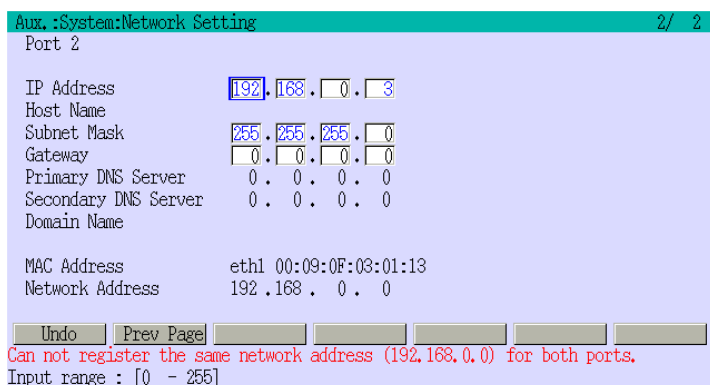 Aux.:System:Network Setting 2/ 2
Port 2
IP Address 192 . 168 . 0 . 3
Host Name
Subnet Mask 255 . 255 . 255 . 0
Gateway 0 . 0 . 0 . 0
Primary DNS Server 0 . 0 . 0 . 0
Secondary DNS Server 0 . 0 . 0 . 0
Domain Name
MAC Address eth1 00:09:0F:03:01:13
Network Address 192 .168 . 0 . 0
Undo Prev Page
Can not register the same network address (192.168.0.0) for both ports.
Input range : [0 - 255]